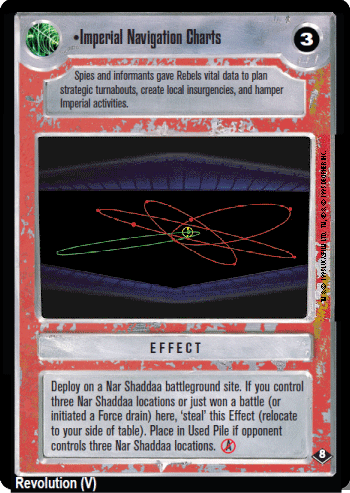 •Imperial Navigation Charts
3
Spies and informants gave Rebels vital data to plan
strategic turnabouts, create local insurgencies, and hamper
Imperial activities.
EFFECT
Deploy on a Nar Shaddaa battleground site. If you control
three Nar Shaddaa locations or just won a battle (or
initiated a Force drain) here, 'steal' this Effect (relocate
to your side of table). Place in Used Pile if opponent
controls three Nar Shaddaa locations. A
8
Revolution (V)